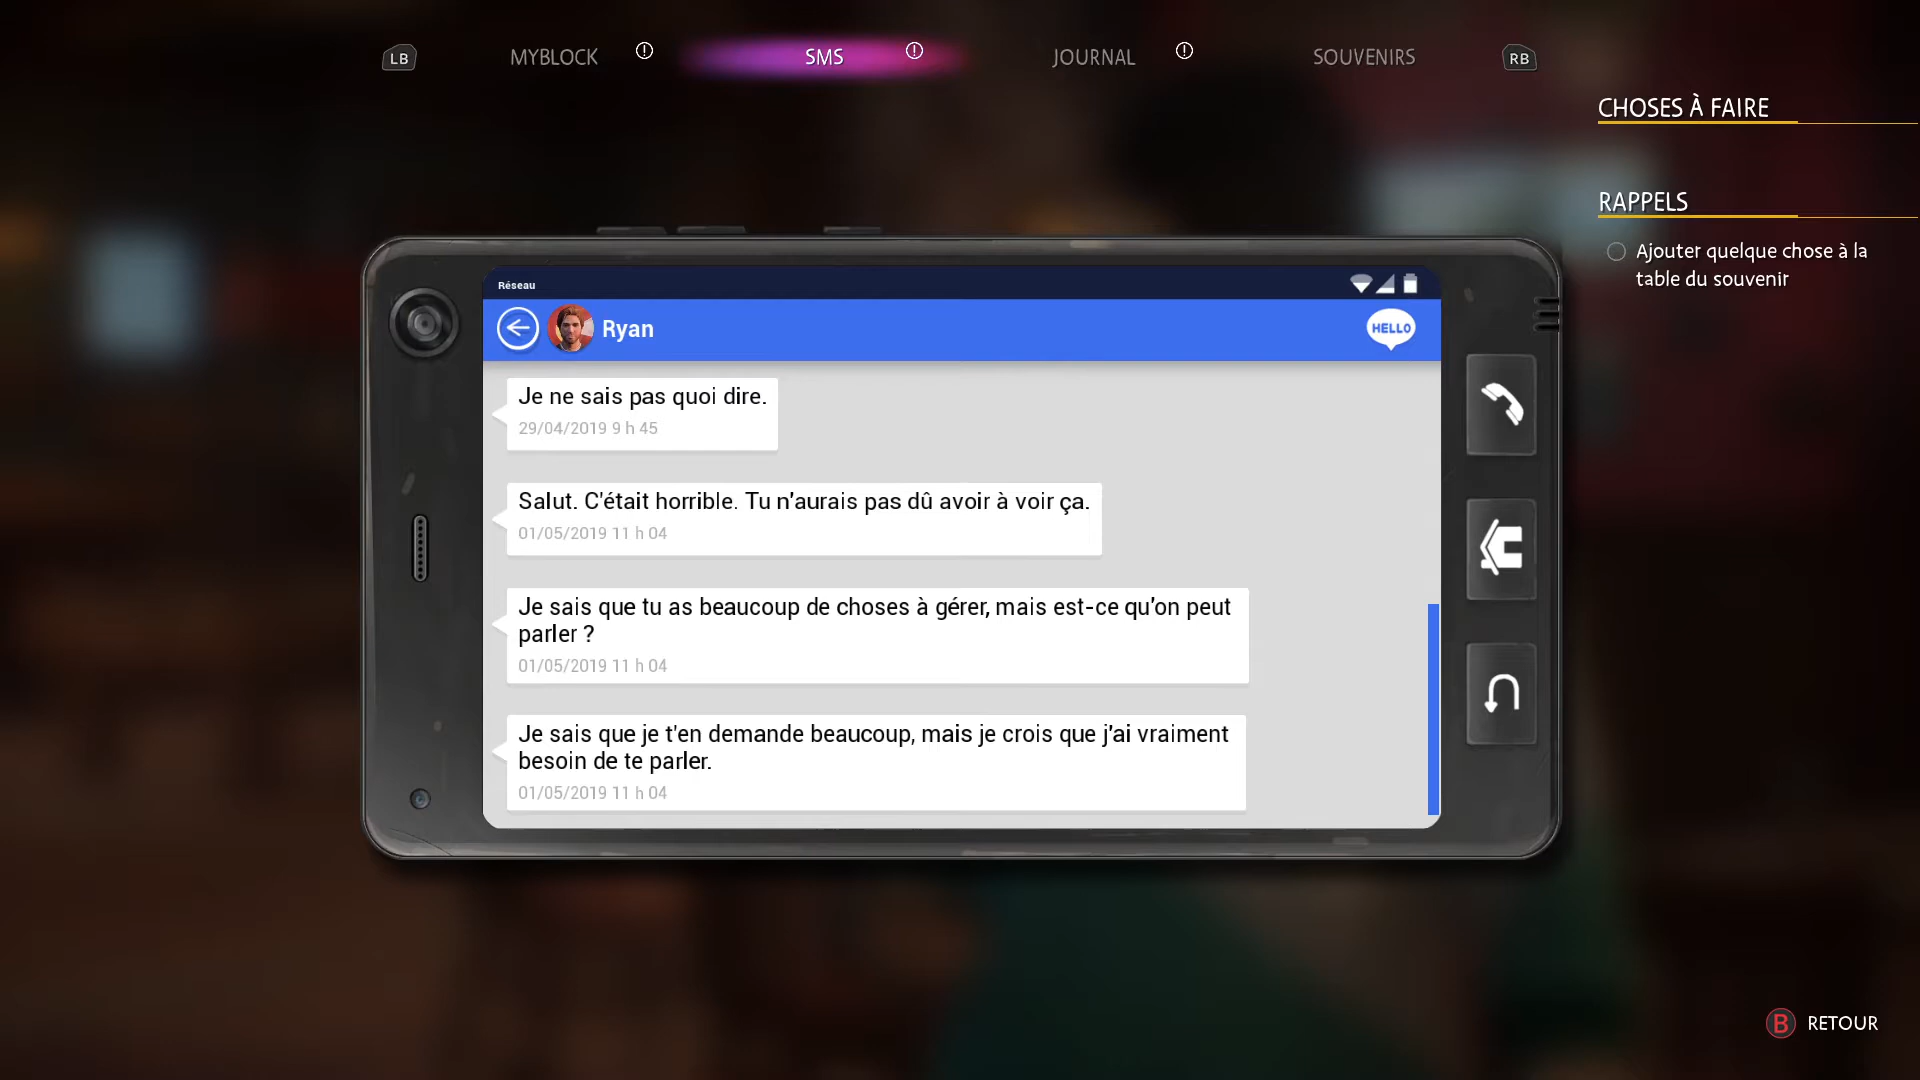 LB
MYBLOCK
SMS
JOURNAL
SOUVENIRS
RB
CHOSES À FAIRE
RAPPELS
Ajouter quelque chose à la
table du souvenir
Réseau
Ryan
HELLO
Je ne sais pas quoi dire.
29/04/2019 9 h 45
Salut. C'était horrible. Tu n'aurais pas dû avoir à voir ça.
01/05/2019 11 h 04
Je sais que tu as beaucoup de choses à gérer, mais est-ce qu'on peut
parler ?
01/05/2019 11 h 04
Je sais que je t'en demande beaucoup, mais je crois que j'ai vraiment
besoin de te parler.
01/05/2019 11 h 04
B RETOUR